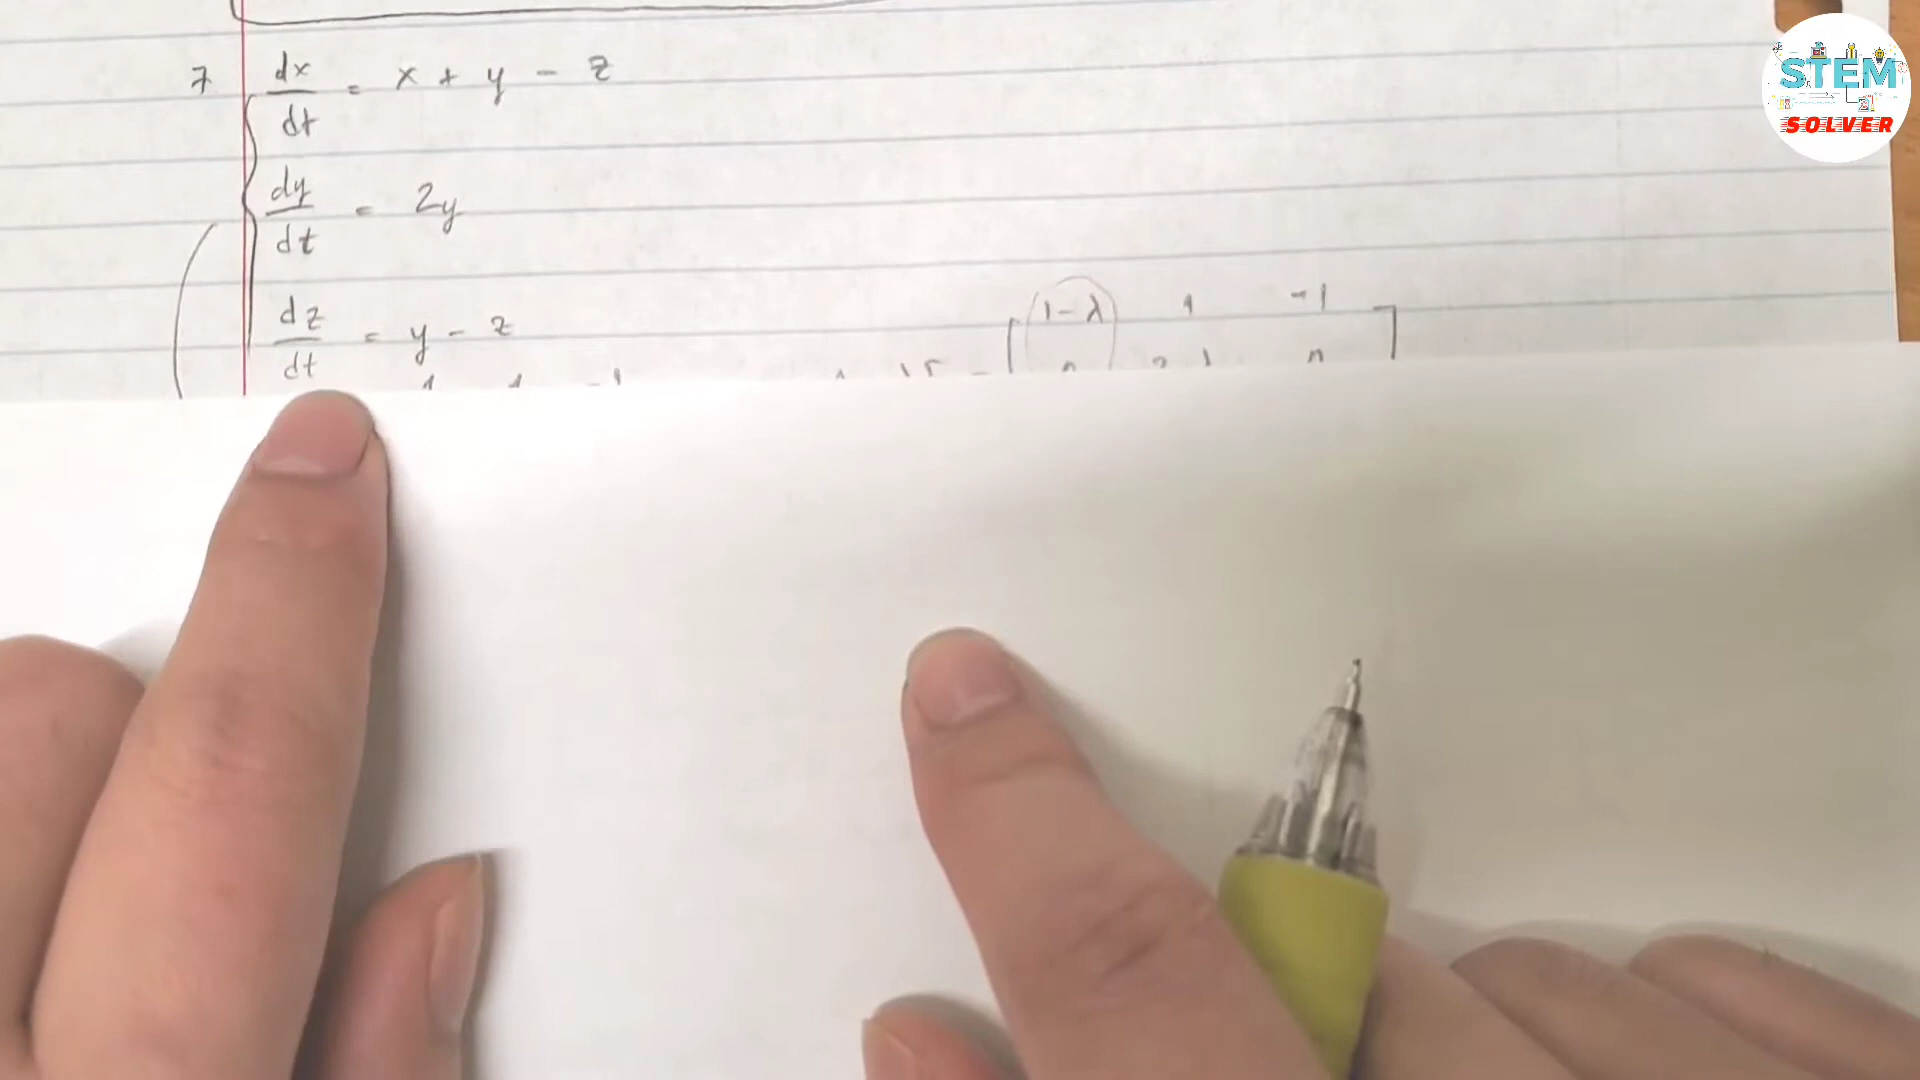 7 dx/dt = x + y - z
dy/dt = 2y
dz/dt = y - z
1-λ 1 -1
STEM
SOLVER